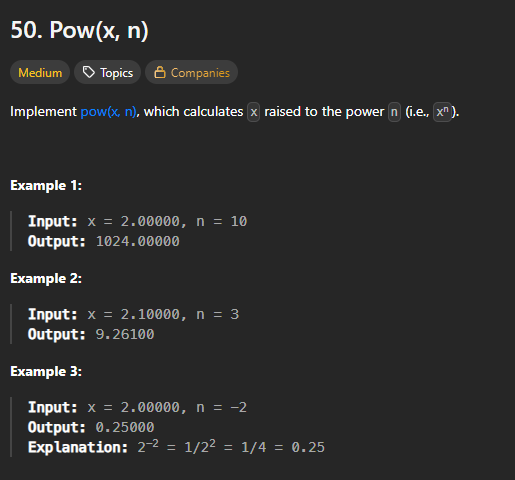 50. Pow(x, n)
Medium Topics Companies
Implement pow(x, n), which calculates x raised to the power n (i.e., xⁿ).
Example 1:
Input: x = 2.00000, n = 10
Output: 1024.00000
Example 2:
Input: x = 2.10000, n = 3
Output: 9.26100
Example 3:
Input: x = 2.00000, n = -2
Output: 0.25000
Explanation: 2⁻² = 1/2² = 1/4 = 0.25